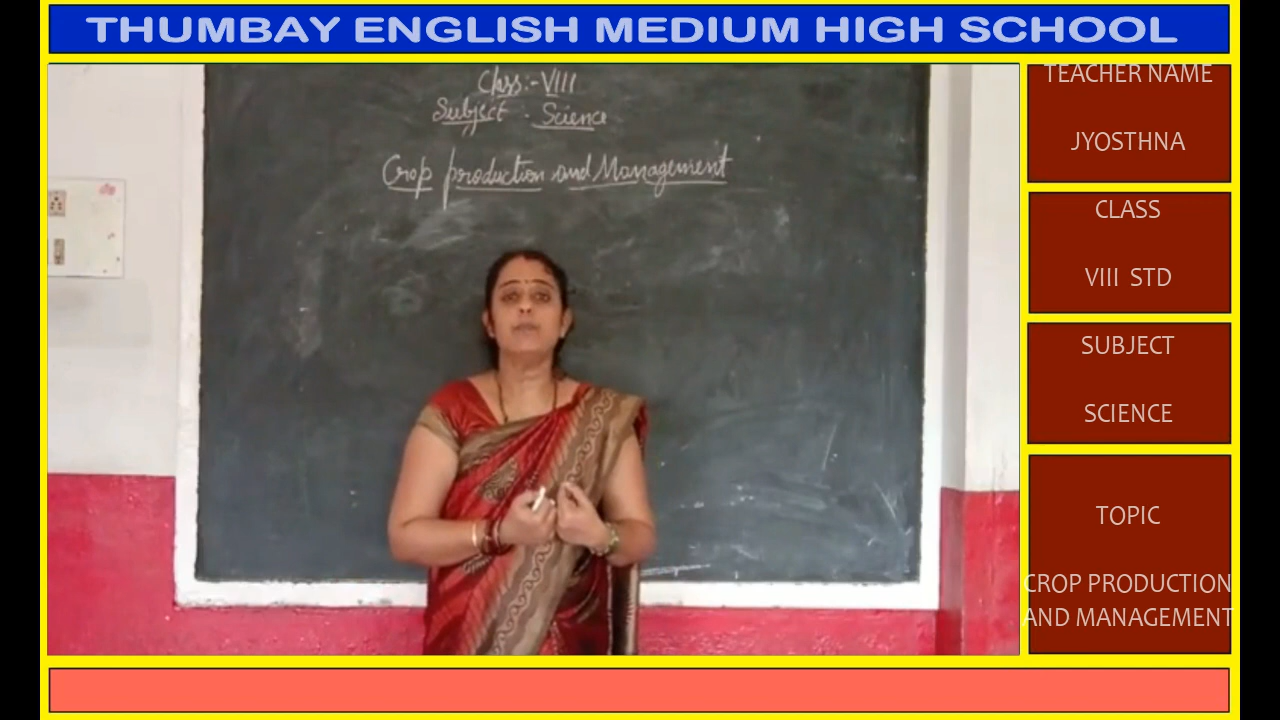 THUMBAY ENGLISH MEDIUM HIGH SCHOOL
Class:- VIII
Subject : Science
Crop production and Management
TEACHER NAME
JYOSTHNA
CLASS
VIII STD
SUBJECT
SCIENCE
TOPIC
CROP PRODUCTION
AND MANAGEMENT